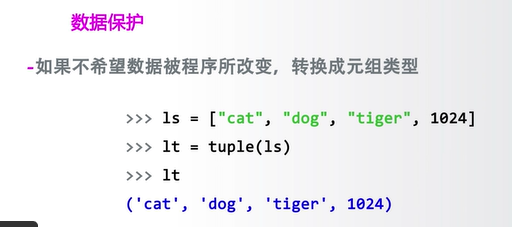 数据保护
-如果不希望数据被程序所改变，转换成元组类型
>>> ls = ["cat", "dog", "tiger", 1024]
>>> lt = tuple(ls)
>>> lt
('cat', 'dog', 'tiger', 1024)